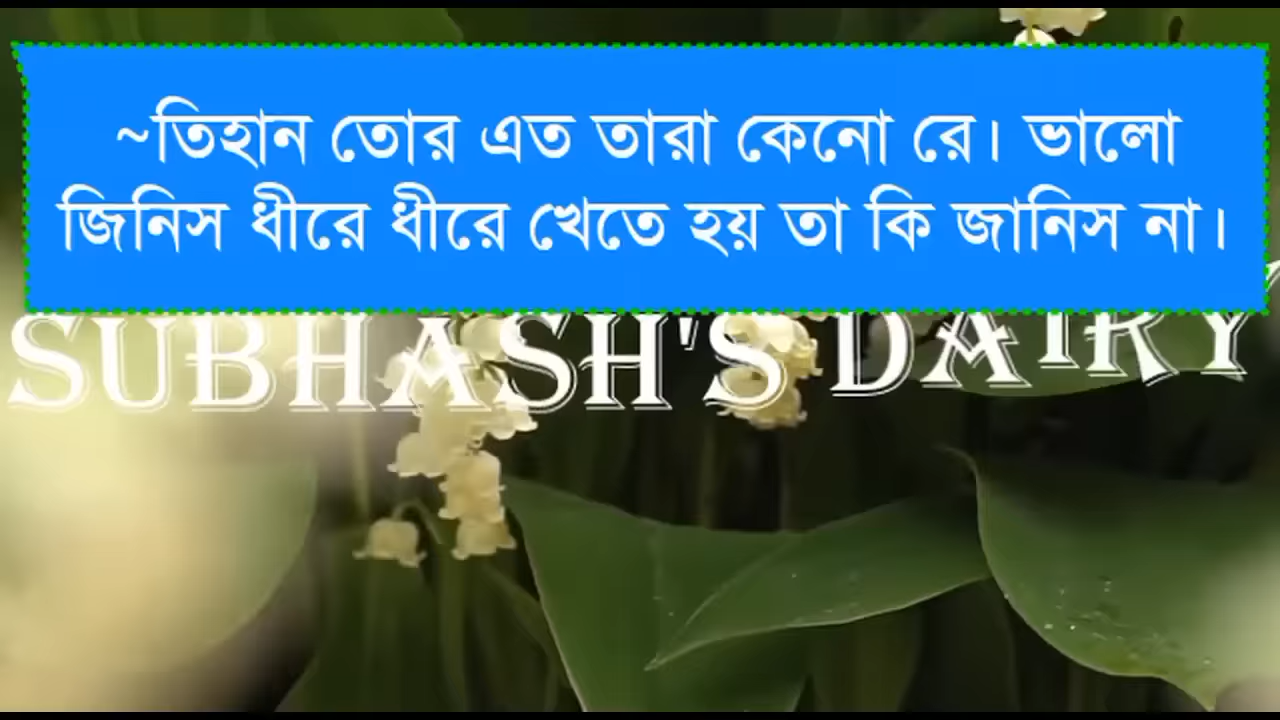 ~তিহান তোর এত তারা কেনো রে। ভালো
জিনিস ধীরে ধীরে খেতে হয় তা কি জানিস না।
SUBHASH'S DAIRY